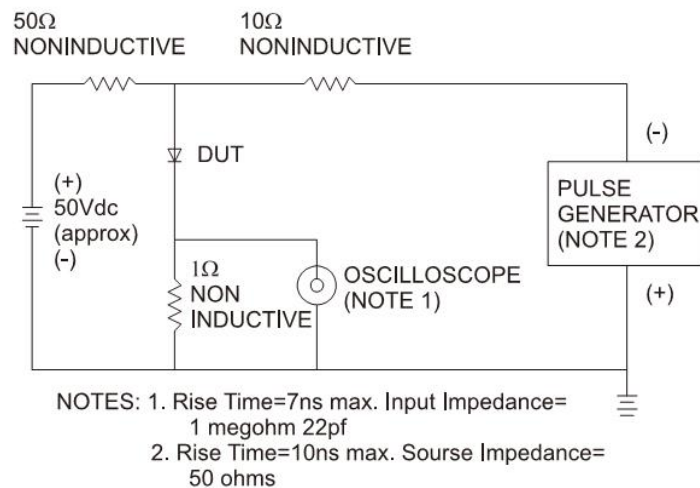 50Ω
NONINDUCTIVE
10Ω
NONINDUCTIVE
DUT
(+)
50Vdc
(approx)
(-)
1Ω
NON
INDUCTIVE
OSCILLOSCOPE
(NOTE 1)
(-)
PULSE
GENERATOR
(NOTE 2)
(+)
NOTES: 1. Rise Time=7ns max. Input Impedance=
1 megohm 22pf
2. Rise Time=10ns max. Sourse Impedance=
50 ohms